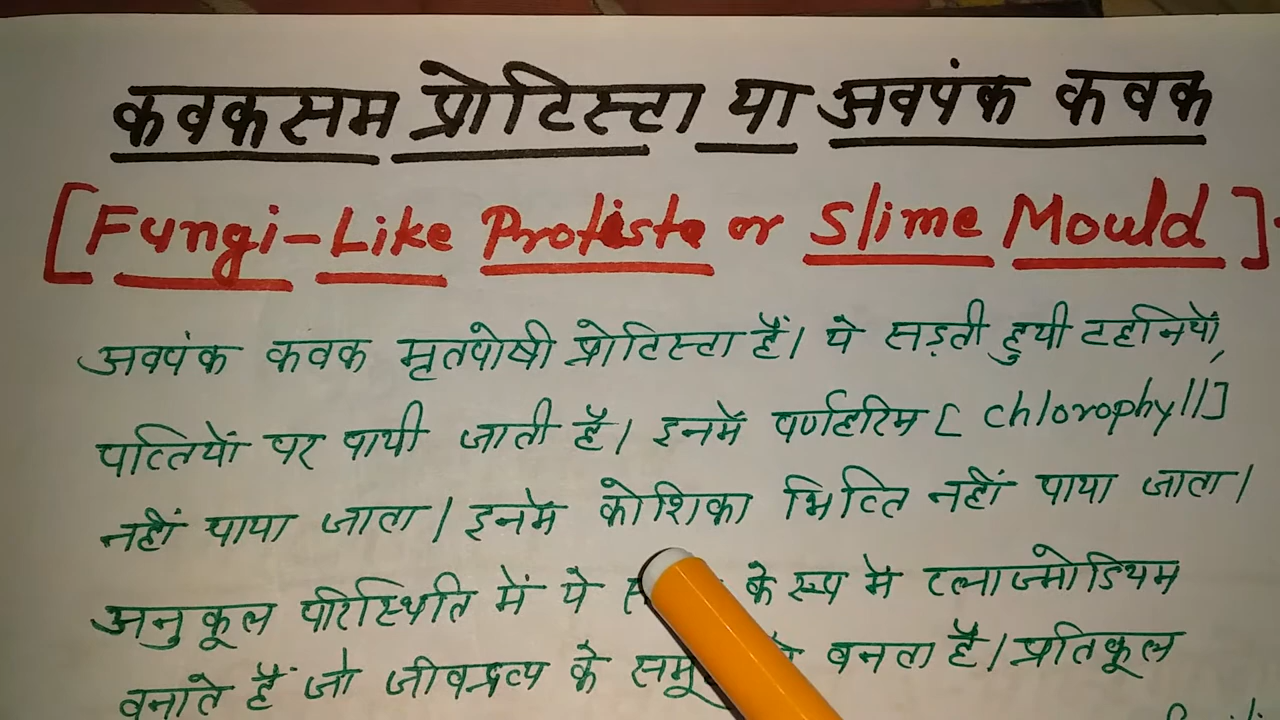 कवकसम प्रोटिस्टा या अवपंक कवक
[Fungi-Like Protista or Slime Mould]
अवपंक कवक मृतपोषी प्रोटिस्टा हैं। ये सड़ती हुयी टहनियों,
पत्तियों पर पायी जाती है। इनमें पर्णहरिम [Chlorophyll]
नहीं पाया जाता। इनमें कोशिका भित्ति नहीं पाया जाता।
अनुकूल परिस्थिति में ये के रूप में प्लाज्मोडियम
बनाते हैं जो जीवद्रव्य के बनता है। प्रतिकूल